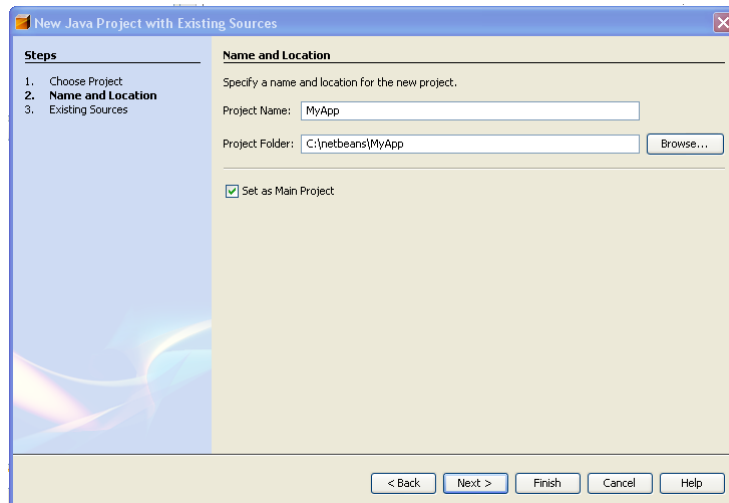 New Java Project with Existing Sources
Steps
1. Choose Project
2. Name and Location
3. Existing Sources
Name and Location
Specify a name and location for the new project.
Project Name: MyApp
Project Folder: C:\netbeans\MyApp Browse...
Set as Main Project
< Back Next > Finish Cancel Help